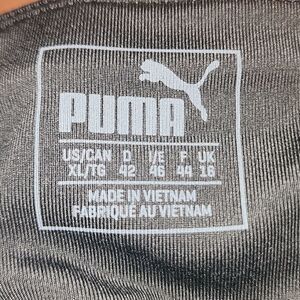 PUMA
US/CAN D I/E F UK
XL/TG 42 46 44 16
MADE IN VIETNAM
FABRIQUÉ AU VIETNAM